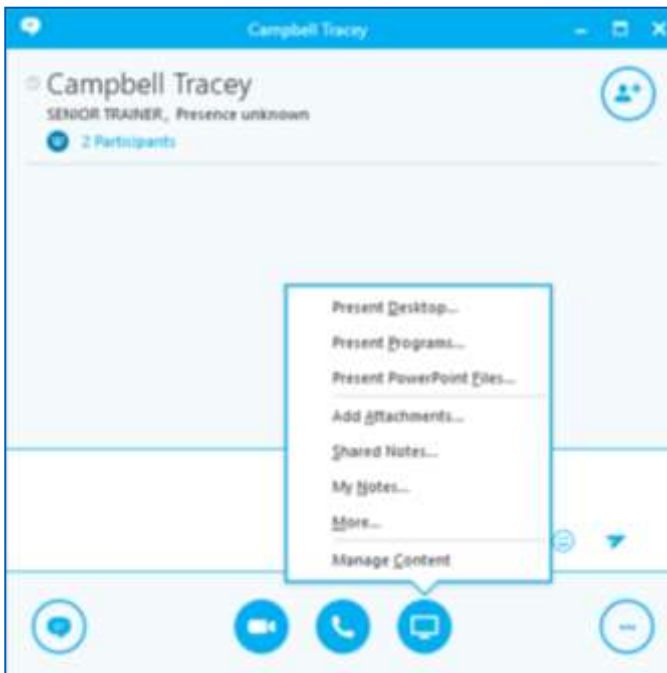 Campbell Tracey
Campbell Tracey
SENIOR TRAINER, Presence unknown
2 Participants
Present Desktop...
Present Programs...
Present PowerPoint Files...
Add Attachments...
Shared Notes...
My Notes...
More...
Manage Content